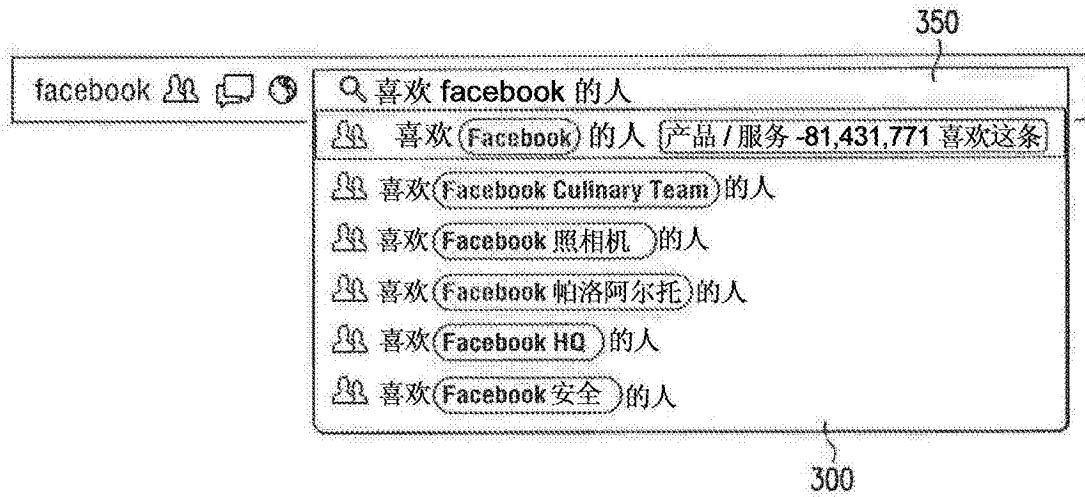 350
facebook 喜欢 facebook 的人
喜欢 Facebook 的人 产品 / 服务 -81,431,771 喜欢这条
喜欢 Facebook Culinary Team 的人
喜欢 Facebook 照相机 的人
喜欢 Facebook 帕洛阿尔托 的人
喜欢 Facebook HQ 的人
喜欢 Facebook 安全 的人
300